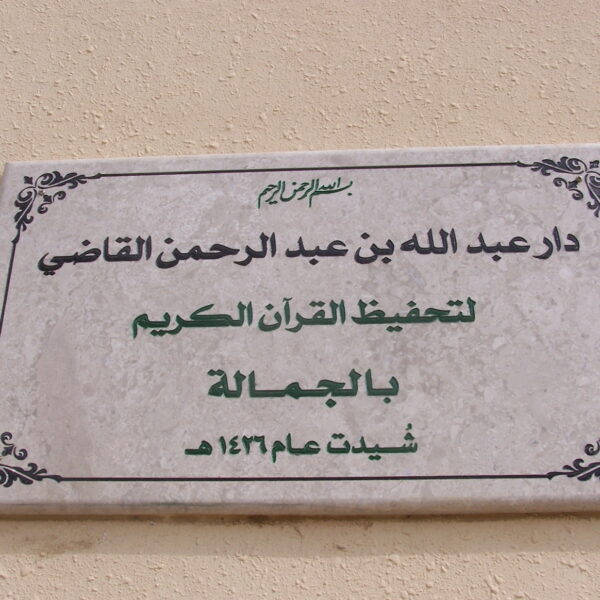 بسم الله الرحمن الرحيم
دار عبد الله بن عبد الرحمن القاضي
لتحفيظ القرآن الكريم
بالجمالة
شُيدت عام ١٤٢٦ هـ